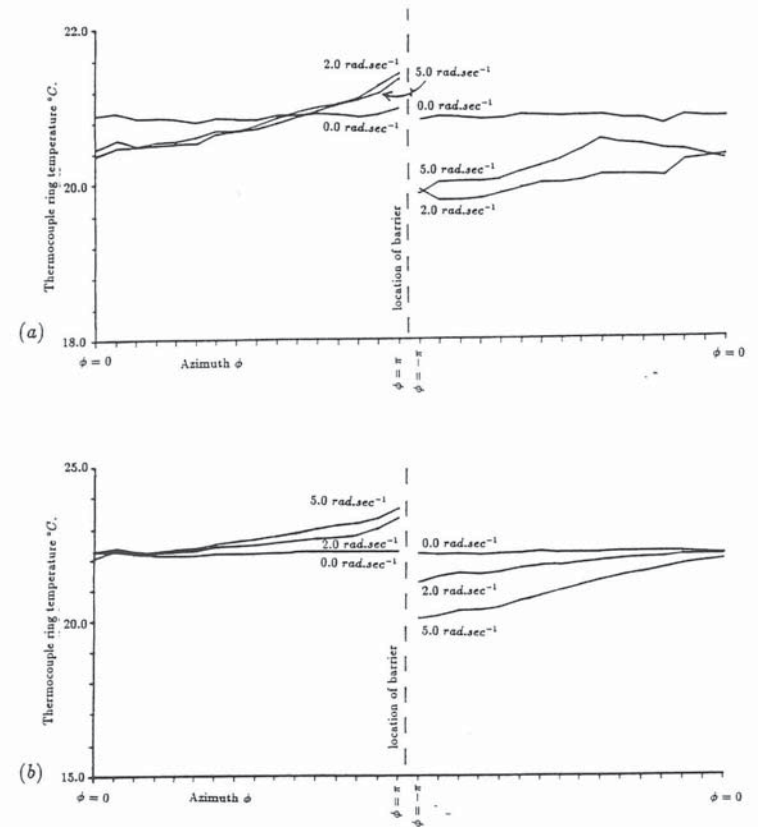 22.0
2.0 rad.sec⁻¹
5.0 rad.sec⁻¹
0.0 rad.sec⁻¹
0.0 rad.sec⁻¹
Thermocouple ring temperature °C.
20.0
5.0 rad.sec⁻¹
2.0 rad.sec⁻¹
location of barrier
(a)
18.0
φ = 0
Azimuth φ
φ = π
φ = −π
φ = 0
25.0
5.0 rad.sec⁻¹
2.0 rad.sec⁻¹
0.0 rad.sec⁻¹
0.0 rad.sec⁻¹
2.0 rad.sec⁻¹
5.0 rad.sec⁻¹
Thermocouple ring temperature °C.
20.0
location of barrier
(b)
15.0
φ = 0
Azimuth φ
φ = π
φ = −π
φ = 0